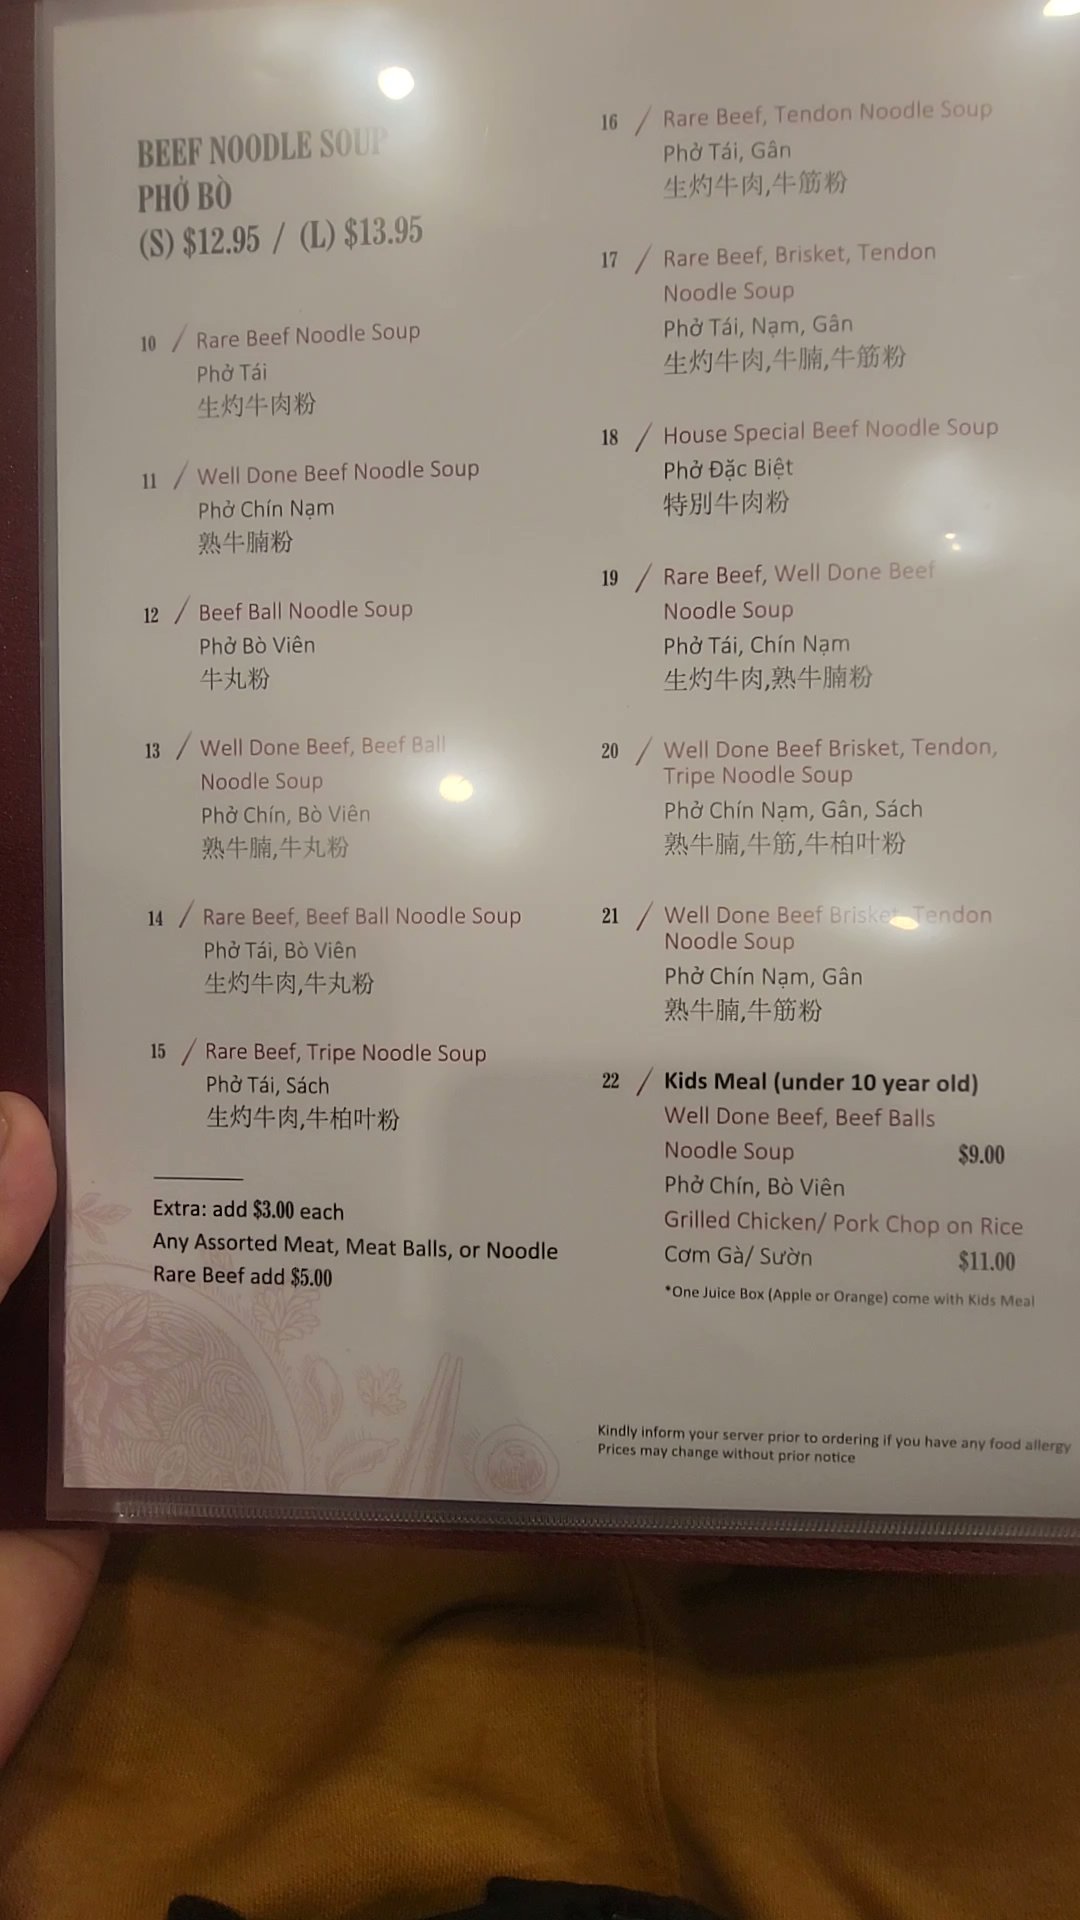 BEEF NOODLE SOUP
PHỞ BÒ
(S) $12.95 / (L) $13.95
10 / Rare Beef Noodle Soup
Phở Tái
生灼牛肉粉
11 / Well Done Beef Noodle Soup
Phở Chín Nạm
熟牛腩粉
12 / Beef Ball Noodle Soup
Phở Bò Viên
牛丸粉
13 / Well Done Beef, Beef Ball
Noodle Soup
Phở Chín, Bò Viên
熟牛腩,牛丸粉
14 / Rare Beef, Beef Ball Noodle Soup
Phở Tái, Bò Viên
生灼牛肉,牛丸粉
15 / Rare Beef, Tripe Noodle Soup
Phở Tái, Sách
生灼牛肉,牛柏叶粉
Extra: add $3.00 each
Any Assorted Meat, Meat Balls, or Noodle
Rare Beef add $5.00
16 / Rare Beef, Tendon Noodle Soup
Phở Tái, Gân
生灼牛肉,牛筋粉
17 / Rare Beef, Brisket, Tendon
Noodle Soup
Phở Tái, Nạm, Gân
生灼牛肉,牛腩,牛筋粉
18 / House Special Beef Noodle Soup
Phở Đặc Biệt
特別牛肉粉
19 / Rare Beef, Well Done Beef
Noodle Soup
Phở Tái, Chín Nạm
生灼牛肉,熟牛腩粉
20 / Well Done Beef Brisket, Tendon,
Tripe Noodle Soup
Phở Chín Nạm, Gân, Sách
熟牛腩,牛筋,牛柏叶粉
21 / Well Done Beef Brisket, Tendon
Noodle Soup
Phở Chín Nạm, Gân
熟牛腩,牛筋粉
22 / Kids Meal (under 10 year old)
Well Done Beef, Beef Balls
Noodle Soup $9.00
Phở Chín, Bò Viên
Grilled Chicken/ Pork Chop on Rice
Cơm Gà/ Sườn $11.00
*One Juice Box (Apple or Orange) come with Kids Meal
Kindly inform your server prior to ordering if you have any food allergy
Prices may change without prior notice